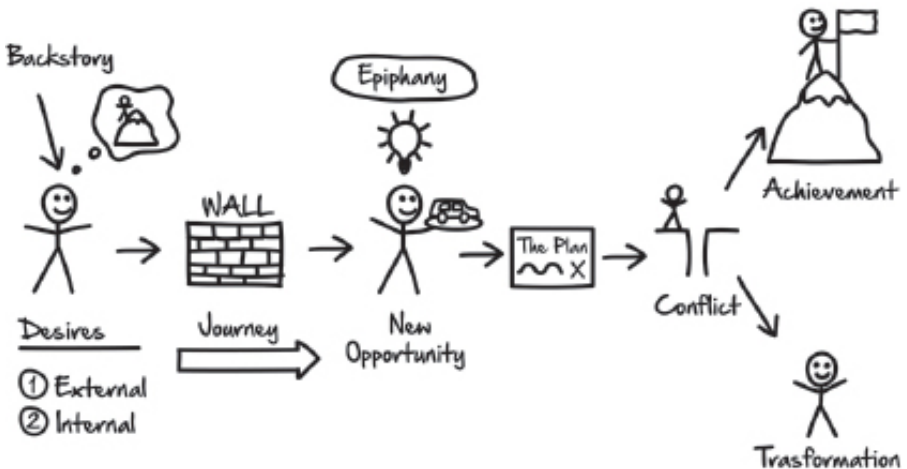 Backstory
Epiphany
WALL
The Plan
X
Achievement
Conflict
Desires
Journey
New
Opportunity
① External
② Internal
Trasformation